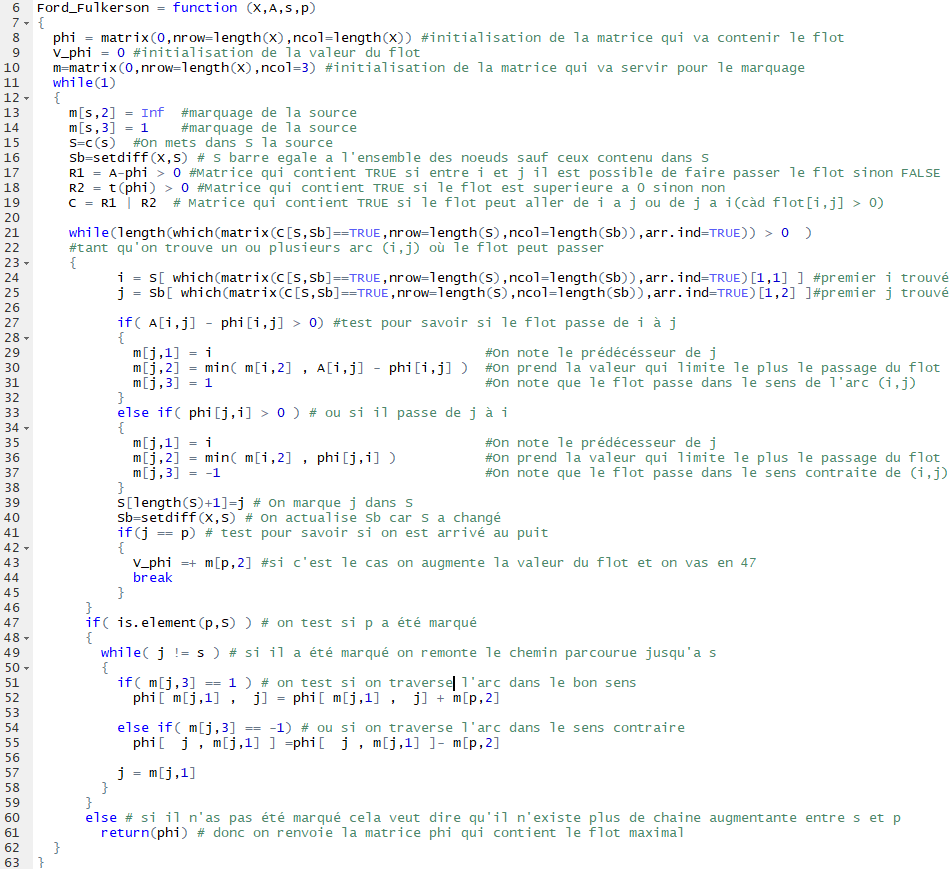 6 Ford_Fulkerson = function (X,A,s,p)
7 {
8 phi = matrix(0,nrow=length(X),ncol=length(X)) #initialisation de la matrice qui va contenir le flot
9 V_phi = 0 #initialisation de la valeur du flot
10 m=matrix(0,nrow=length(X),ncol=3) #initialisation de la matrice qui va servir pour le marquage
11 while(1)
12 {
13 m[s,2] = Inf #marquage de la source
14 m[s,3] = 1 #marquage de la source
15 S=c(s) #On mets dans S la source
16 Sb=setdiff(X,S) # S barre egale a l'ensemble des noeuds sauf ceux contenu dans S
17 R1 = A-phi > 0 #Matrice qui contient TRUE si entre i et j il est possible de faire passer le flot sinon FALSE
18 R2 = t(phi) > 0 #Matrice qui contient TRUE si le flot est superieure a 0 sinon non
19 C = R1 | R2 # Matrice qui contient TRUE si le flot peut aller de i a j ou de j a i(càd flot[i,j] > 0)
20
21 while(length(which(matrix(C[S,Sb]==TRUE,nrow=length(S),ncol=length(Sb)),arr.ind=TRUE)) > 0 )
22 #tant qu'on trouve un ou plusieurs arc (i,j) où le flot peut passer
23 {
24 i = S[ which(matrix(C[S,Sb]==TRUE,nrow=length(S),ncol=length(Sb)),arr.ind=TRUE)[1,1] ] #premier i trouvé
25 j = Sb[ which(matrix(C[S,Sb]==TRUE,nrow=length(S),ncol=length(Sb)),arr.ind=TRUE)[1,2] ]#premier j trouvé
26
27 if( A[i,j] - phi[i,j] > 0) #test pour savoir si le flot passe de i à j
28 {
29 m[j,1] = i #On note le prédécésseur de j
30 m[j,2] = min( m[i,2] , A[i,j] - phi[i,j] ) #On prend la valeur qui limite le plus le passage du flot
31 m[j,3] = 1 #On note que le flot passe dans le sens de l'arc (i,j)
32 }
33 else if( phi[j,i] > 0 ) # ou si il passe de j à i
34 {
35 m[j,1] = i #On note le prédécesseur de j
36 m[j,2] = min( m[i,2] , phi[j,i] ) #On prend la valeur qui limite le plus le passage du flot
37 m[j,3] = -1 #On note que le flot passe dans le sens contraite de (i,j)
38 }
39 S[length(S)+1]=j # On marque j dans S
40 Sb=setdiff(X,S) # On actualise Sb car S a changé
41 if(j == p) # test pour savoir si on est arrivé au puit
42 {
43 V_phi =+ m[p,2] #si c'est le cas on augmente la valeur du flot et on vas en 47
44 break
45 }
46 }
47 if( is.element(p,S) ) # on test si p a été marqué
48 {
49 while( j != s ) # si il a été marqué on remonte le chemin parcourue jusqu'a s
50 {
51 if( m[j,3] == 1 ) # on test si on traverse l'arc dans le bon sens
52 phi[ m[j,1] , j] = phi[ m[j,1] , j] + m[p,2]
53
54 else if( m[j,3] == -1) # ou si on traverse l'arc dans le sens contraire
55 phi[ j , m[j,1] ] =phi[ j , m[j,1] ]- m[p,2]
56
57 j = m[j,1]
58 }
59 }
60 else # si il n'as pas été marqué cela veut dire qu'il n'existe plus de chaine augmentante entre s et p
61 return(phi) # donc on renvoie la matrice phi qui contient le flot maximal
62 }
63 }